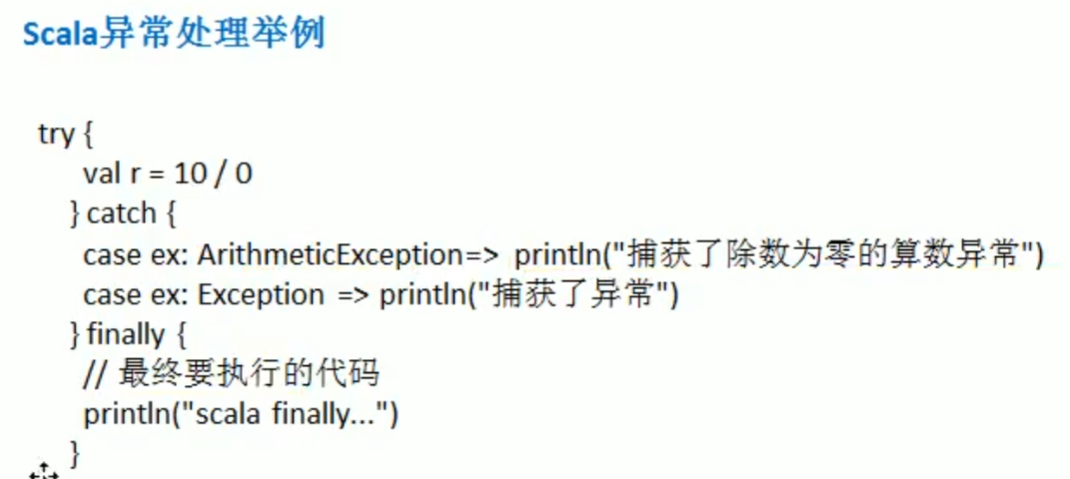 Scala异常处理举例
try {
val r = 10 / 0
} catch {
case ex: ArithmeticException=> println("捕获了除数为零的算数异常")
case ex: Exception => println("捕获了异常")
} finally {
// 最终要执行的代码
println("scala finally...")
}